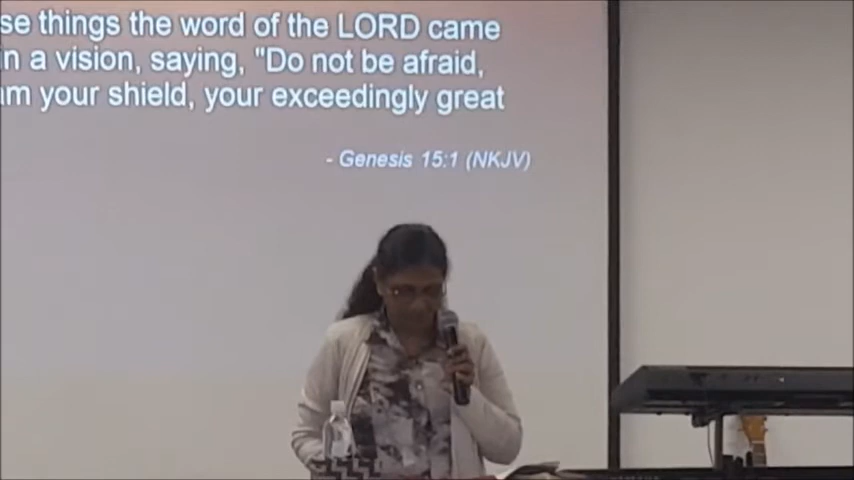 se things the word of the LORD came
in a vision, saying, "Do not be afraid,
am your shield, your exceedingly great
- Genesis 15:1 (NKJV)